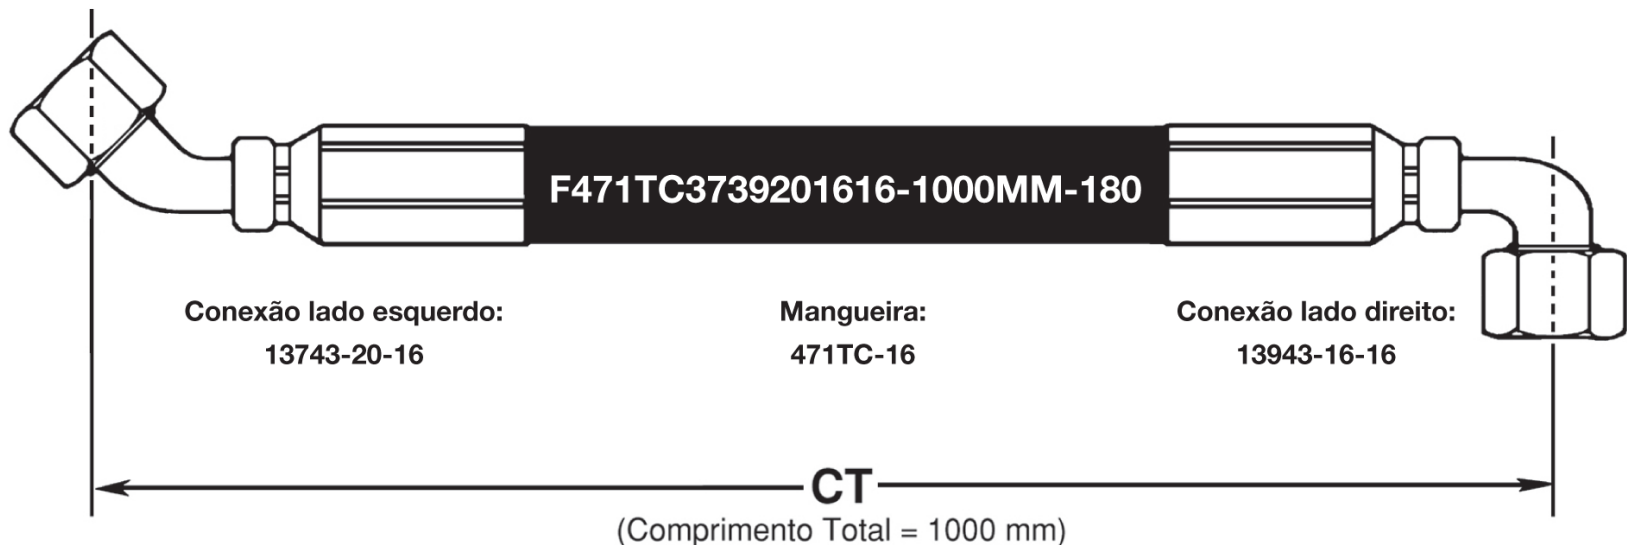 F471TC3739201616-1000MM-180
Conexão lado esquerdo:
13743-20-16
Mangueira:
471TC-16
Conexão lado direito:
13943-16-16
CT
(Comprimento Total = 1000 mm)